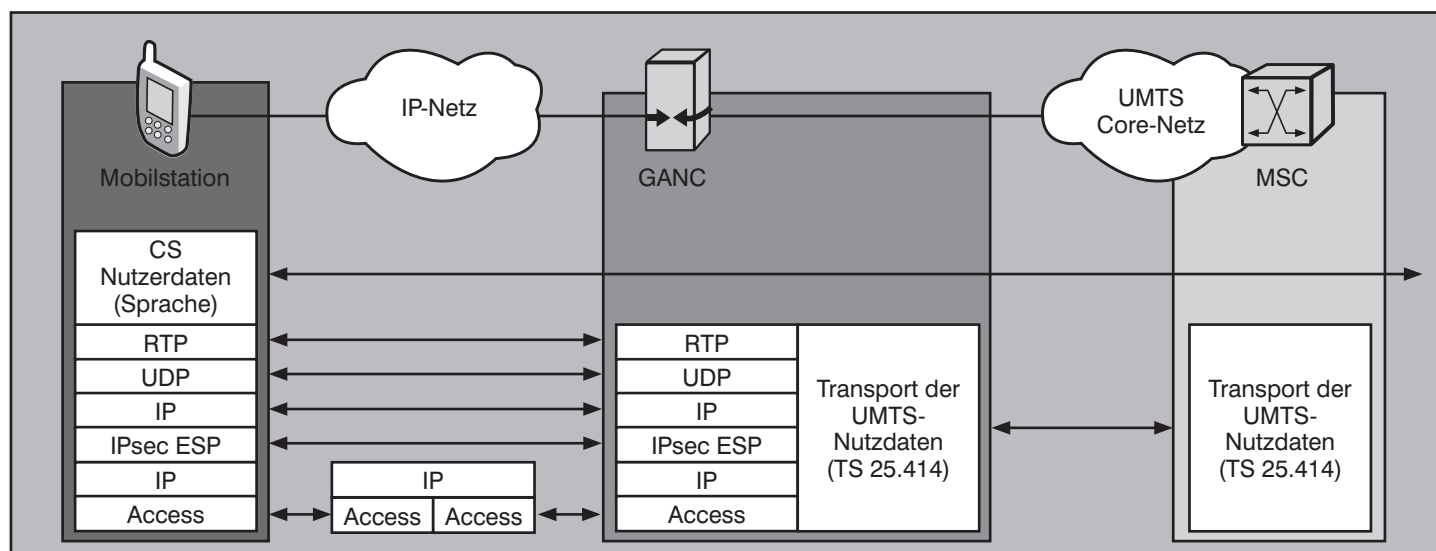 IP-Netz
UMTS
Core-Netz
Mobilstation
GANC
MSC
CS
Nutzerdaten
(Sprache)
RTP
UDP
IP
IPsec ESP
IP
Access
IP
Access
Access
RTP
UDP
IP
IPsec ESP
IP
Access
Transport der
UMTS-
Nutzdaten
(TS 25.414)
Transport der
UMTS-
Nutzdaten
(TS 25.414)